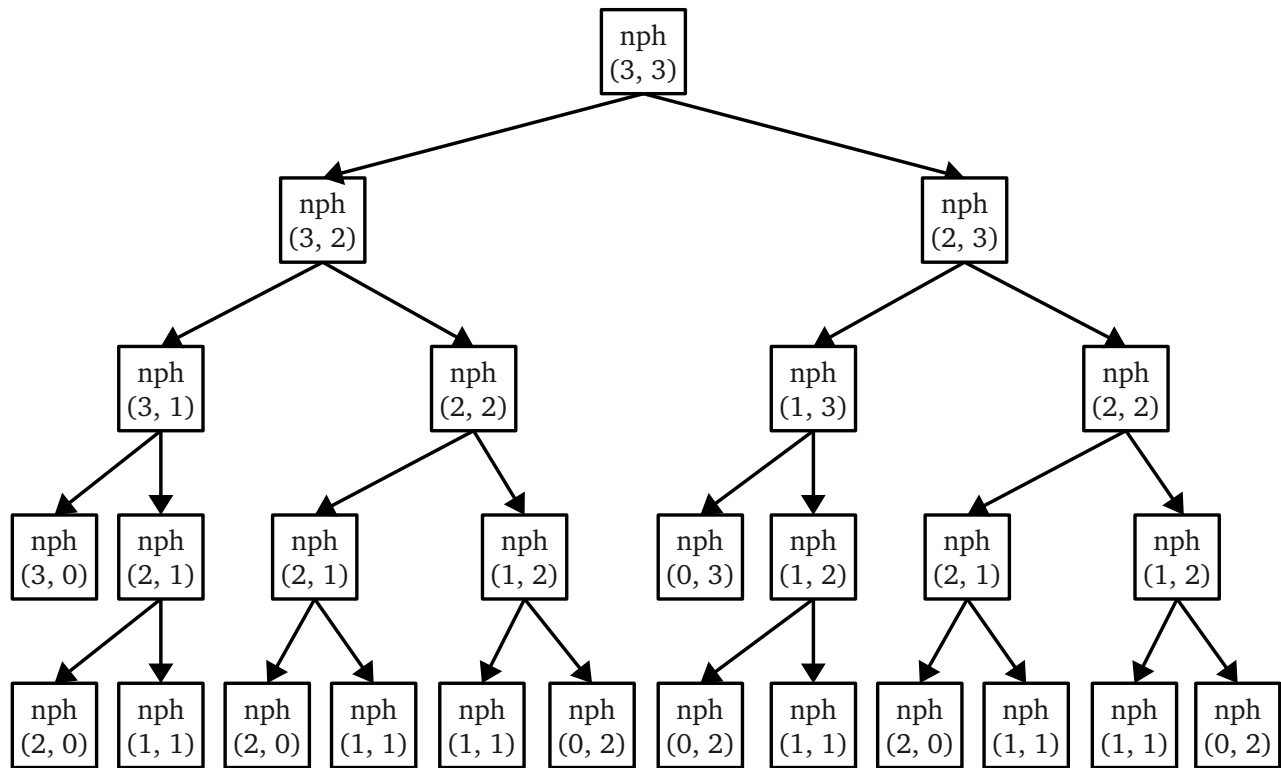 nph
(3, 3)
nph
(3, 2)
nph
(2, 3)
nph
(3, 1)
nph
(2, 2)
nph
(1, 3)
nph
(2, 2)
nph
(3, 0)
nph
(2, 1)
nph
(2, 1)
nph
(1, 2)
nph
(0, 3)
nph
(1, 2)
nph
(2, 1)
nph
(1, 2)
nph
(2, 0)
nph
(1, 1)
nph
(2, 0)
nph
(1, 1)
nph
(1, 1)
nph
(0, 2)
nph
(0, 2)
nph
(1, 1)
nph
(2, 0)
nph
(1, 1)
nph
(1, 1)
nph
(0, 2)